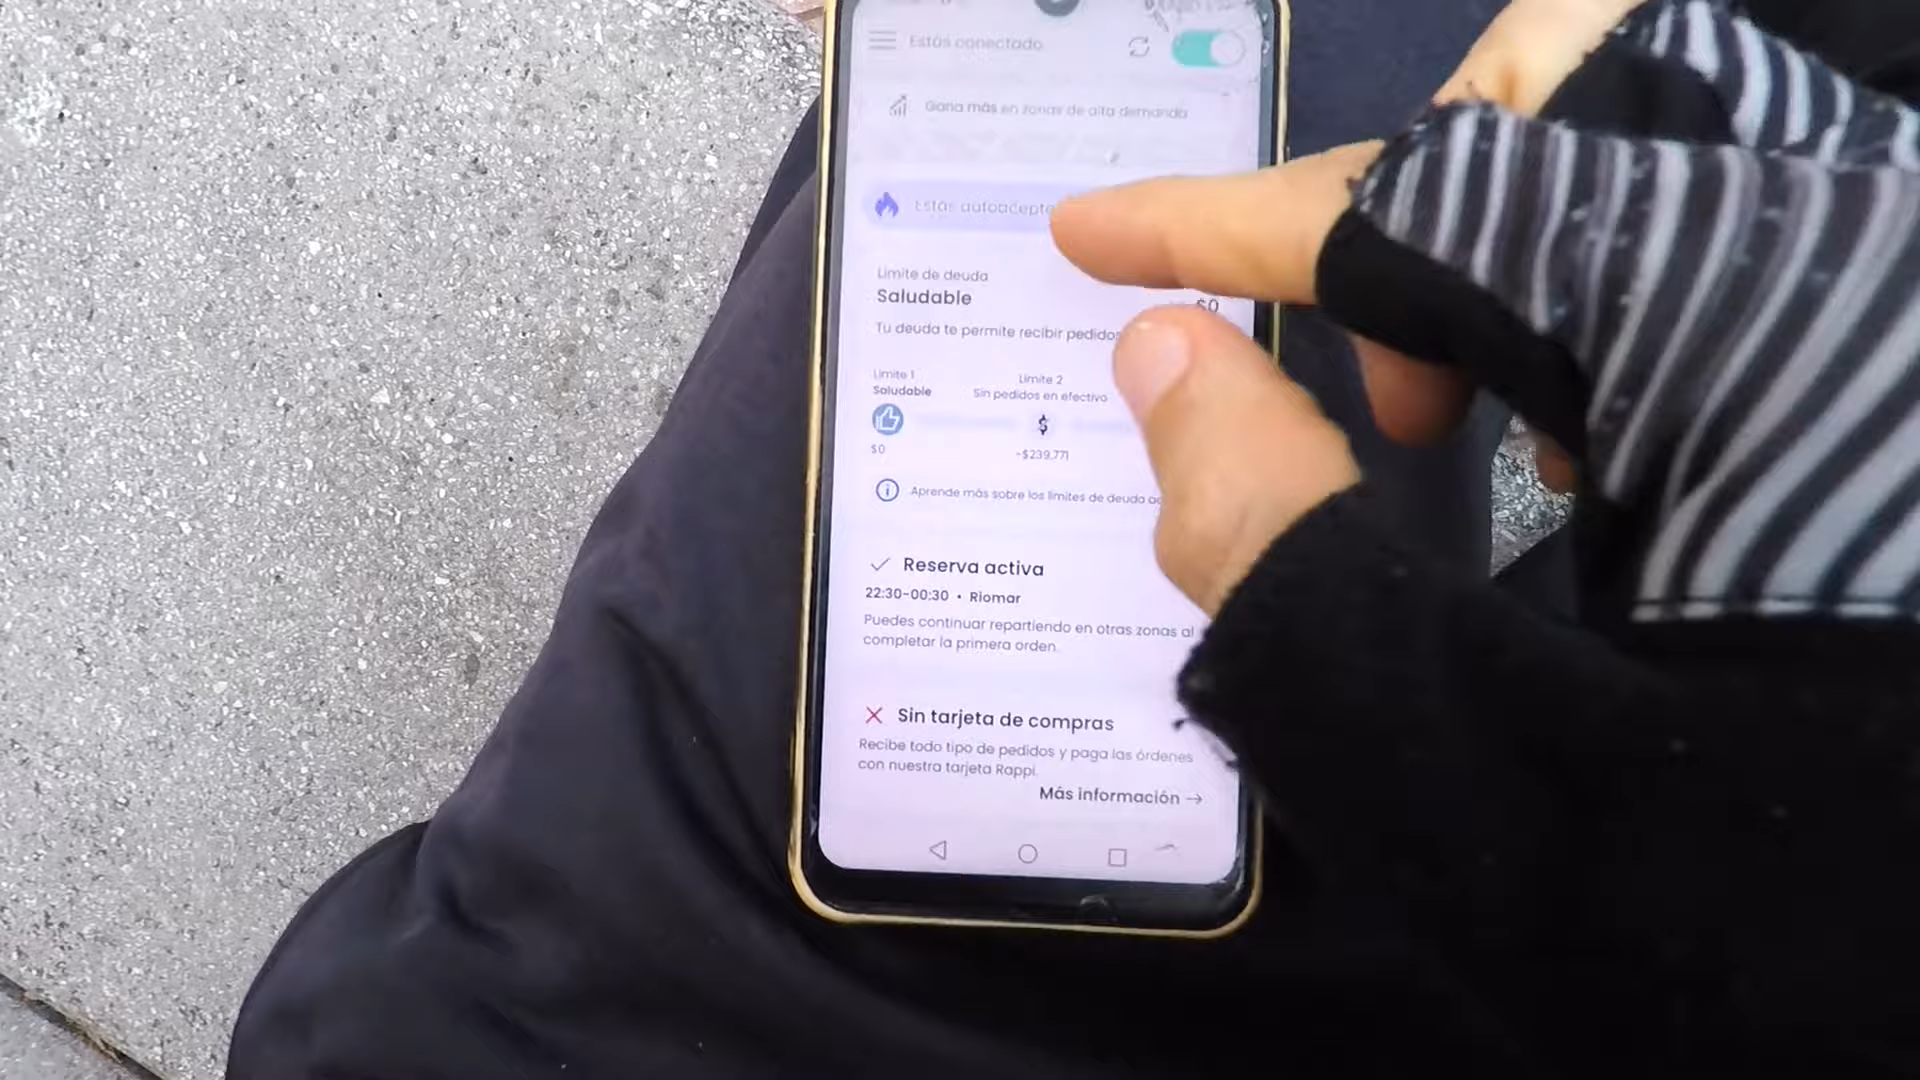 Estás conectado
Gana más en zonas de alta demanda
Estás
Límite de deuda
Saludable
$0
Tu deuda te permite recibir pedidos
Límite 1
Saludable
Límite 2
Sin pedidos en efectivo
$
$0
-$239,771
Aprende más sobre los límites de deuda
Reserva activa
22:30-00:30 • Riomar
Puedes continuar repartiendo en otras zonas al
completar la primera orden.
Sin tarjeta de compras
Recibe todo tipo de pedidos y paga las órdenes
con nuestra tarjeta Rappi.
Más información →